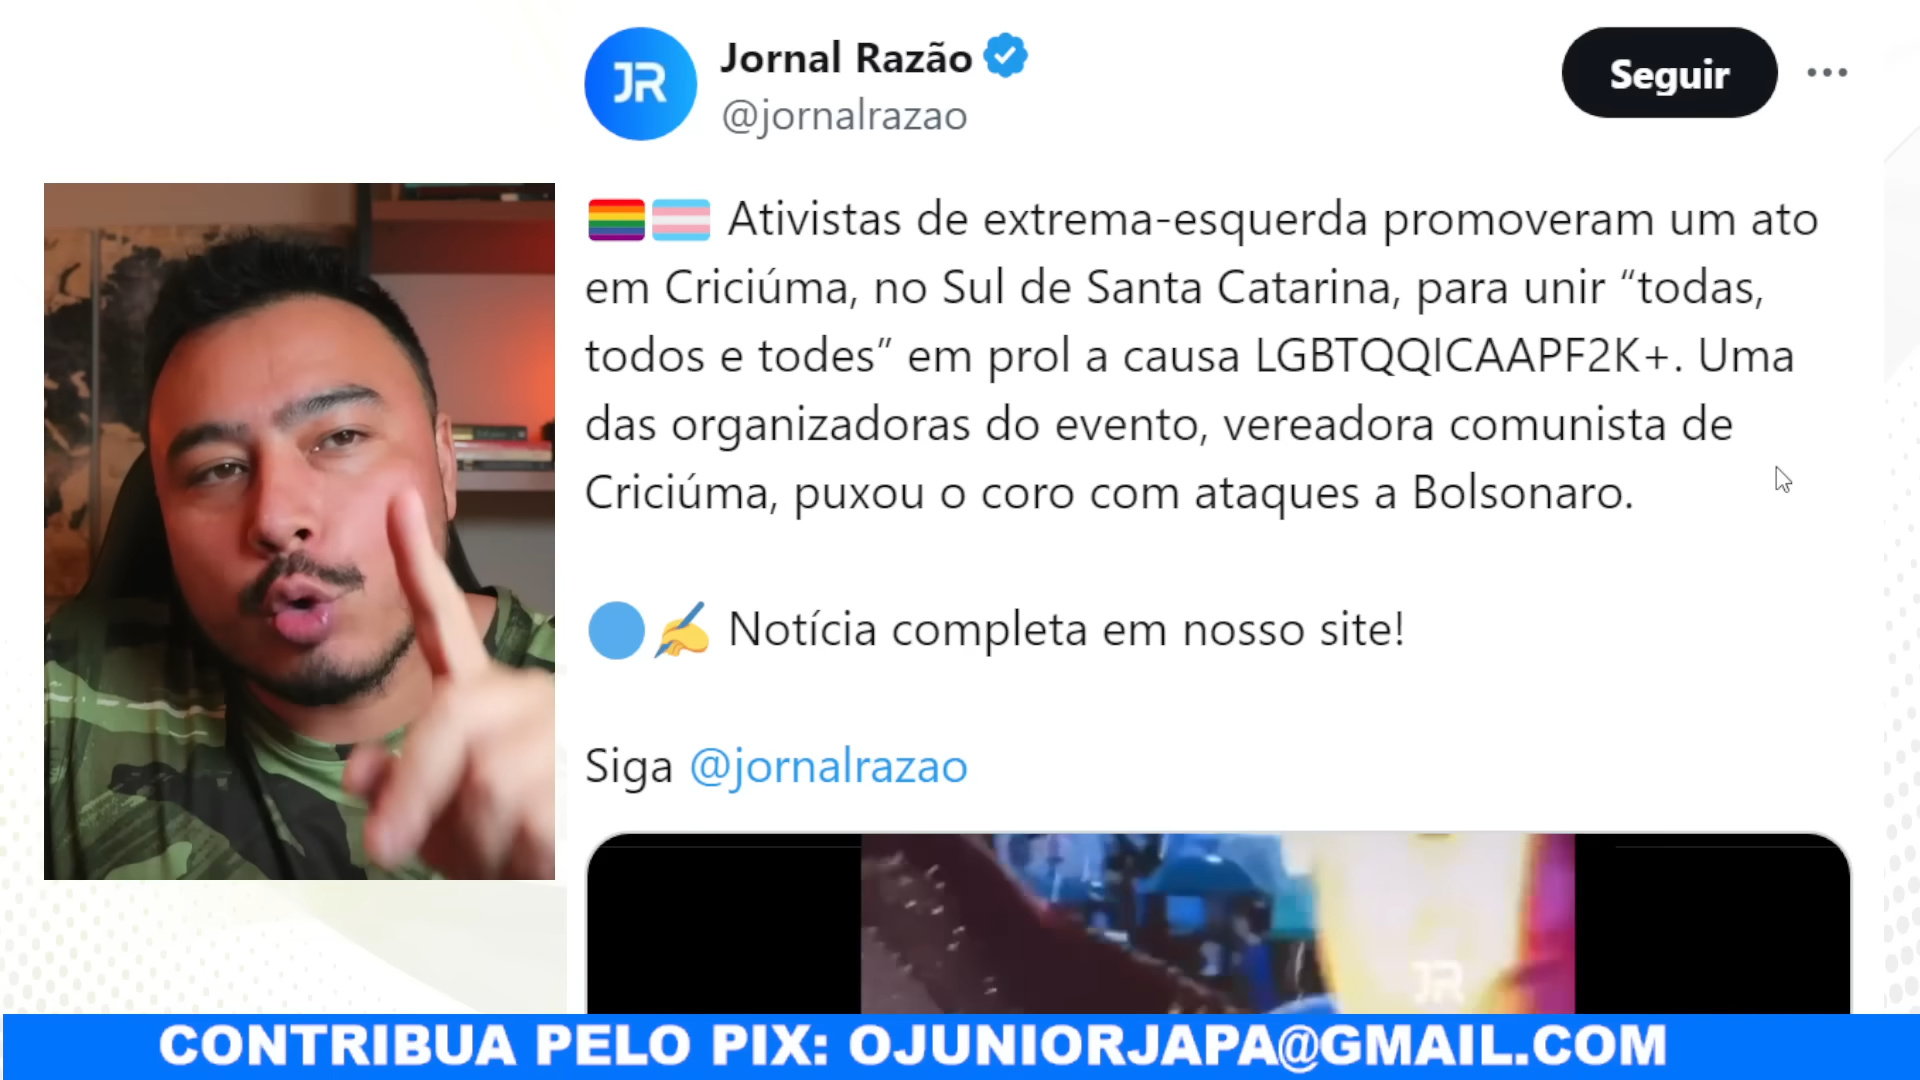 JR
Jornal Razão
@jornalrazao
Seguir
Ativistas de extrema-esquerda promoveram um ato
em Criciúma, no Sul de Santa Catarina, para unir “todas,
todos e todes” em prol a causa LGBTQQICAAPF2K+. Uma
das organizadoras do evento, vereadora comunista de
Criciúma, puxou o coro com ataques a Bolsonaro.
Notícia completa em nosso site!
Siga @jornalrazao
JR
CONTRIBUA PELO PIX: OJUNIORJAPA@GMAIL.COM